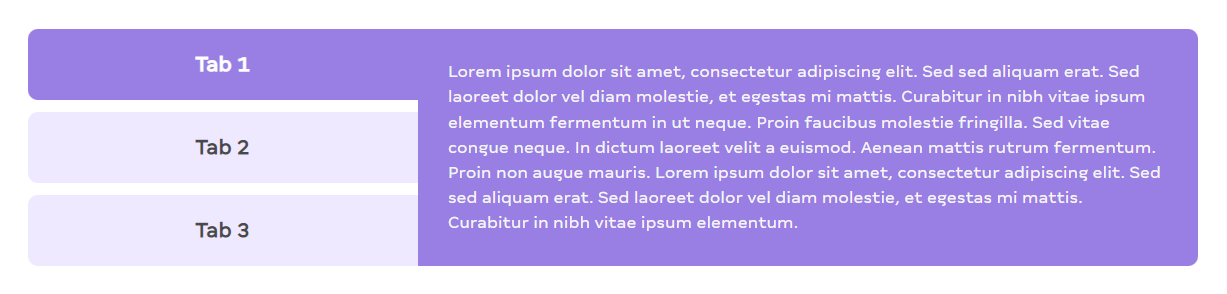 Tab 1
Tab 2
Tab 3
Lorem ipsum dolor sit amet, consectetur adipiscing elit. Sed sed aliquam erat. Sed
laoreet dolor vel diam molestie, et egestas mi mattis. Curabitur in nibh vitae ipsum
elementum fermentum in ut neque. Proin faucibus molestie fringilla. Sed vitae
congue neque. In dictum laoreet velit a euismod. Aenean mattis rutrum fermentum.
Proin non augue mauris. Lorem ipsum dolor sit amet, consectetur adipiscing elit. Sed
sed aliquam erat. Sed laoreet dolor vel diam molestie, et egestas mi mattis.
Curabitur in nibh vitae ipsum elementum.